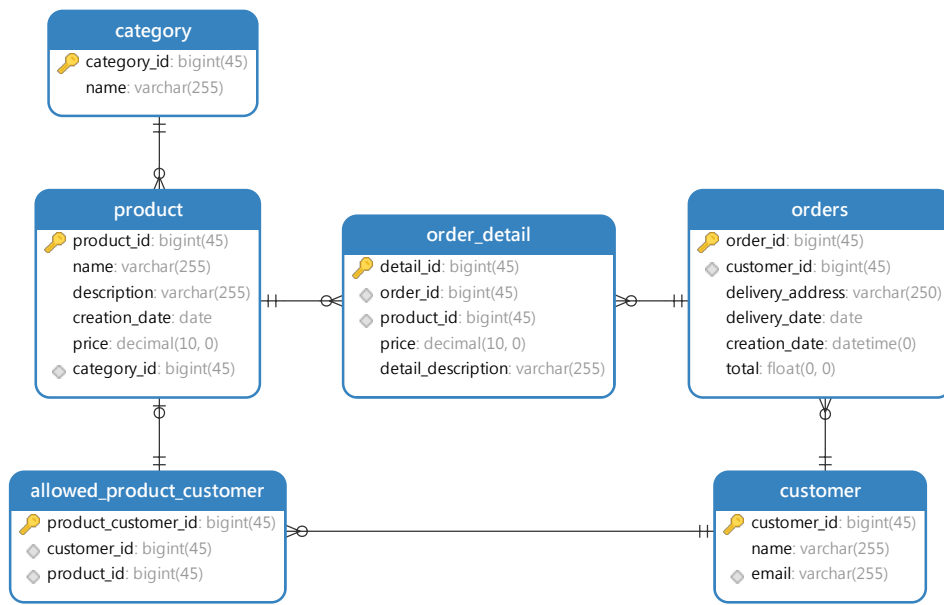 category
category_id: bigint(45)
name: varchar(255)
product
product_id: bigint(45)
name: varchar(255)
description: varchar(255)
creation_date: date
price: decimal(10, 0)
category_id: bigint(45)
order_detail
detail_id: bigint(45)
order_id: bigint(45)
product_id: bigint(45)
price: decimal(10, 0)
detail_description: varchar(255)
orders
order_id: bigint(45)
customer_id: bigint(45)
delivery_address: varchar(250)
delivery_date: date
creation_date: datetime(0)
total: float(0, 0)
allowed_product_customer
product_customer_id: bigint(45)
customer_id: bigint(45)
product_id: bigint(45)
customer
customer_id: bigint(45)
name: varchar(255)
email: varchar(255)